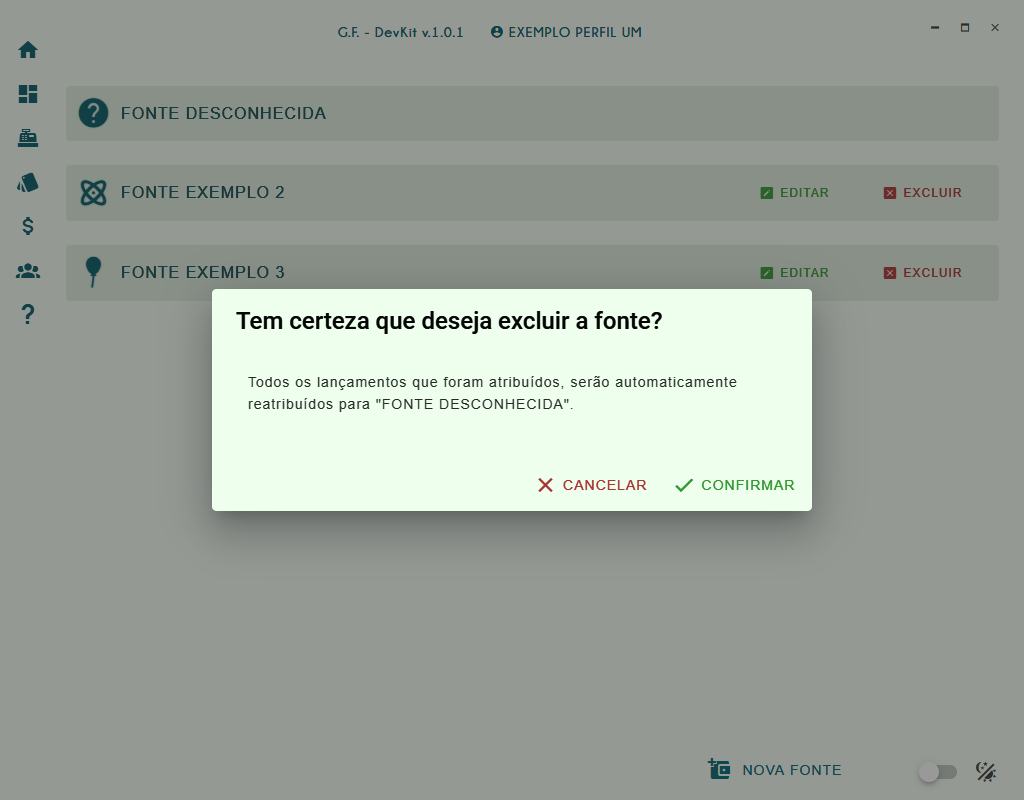 G.F. - DevKit v.1.0.1 EXEMPLO PERFIL UM
FONTE DESCONHECIDA
FONTE EXEMPLO 2 EDITAR EXCLUIR
FONTE EXEMPLO 3 EDITAR EXCLUIR
Tem certeza que deseja excluir a fonte?
Todos os lançamentos que foram atribuídos, serão automaticamente
reatribuídos para "FONTE DESCONHECIDA".
CANCELAR CONFIRMAR
NOVA FONTE